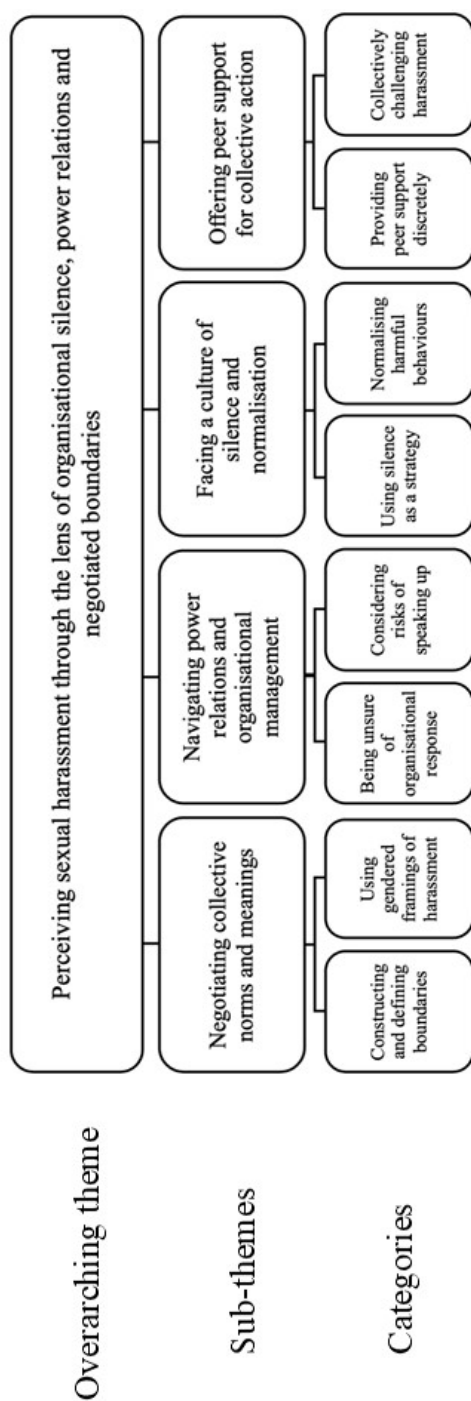 Overarching theme
Perceiving sexual harassment through the lens of organisational silence, power relations and
negotiated boundaries
Sub-themes
Negotiating collective
norms and meanings
Navigating power
relations and
organisational
management
Facing a culture of
silence and
normalisation
Offering peer support
for collective action
Categories
Constructing
and defining
boundaries
Using
gendered
framings of
harassment
Being unsure
of
organisational
response
Considering
risks of
speaking up
Using silence
as a strategy
Normalising
harmful
behaviours
Providing
peer support
discretely
Collectively
challenging
harassment